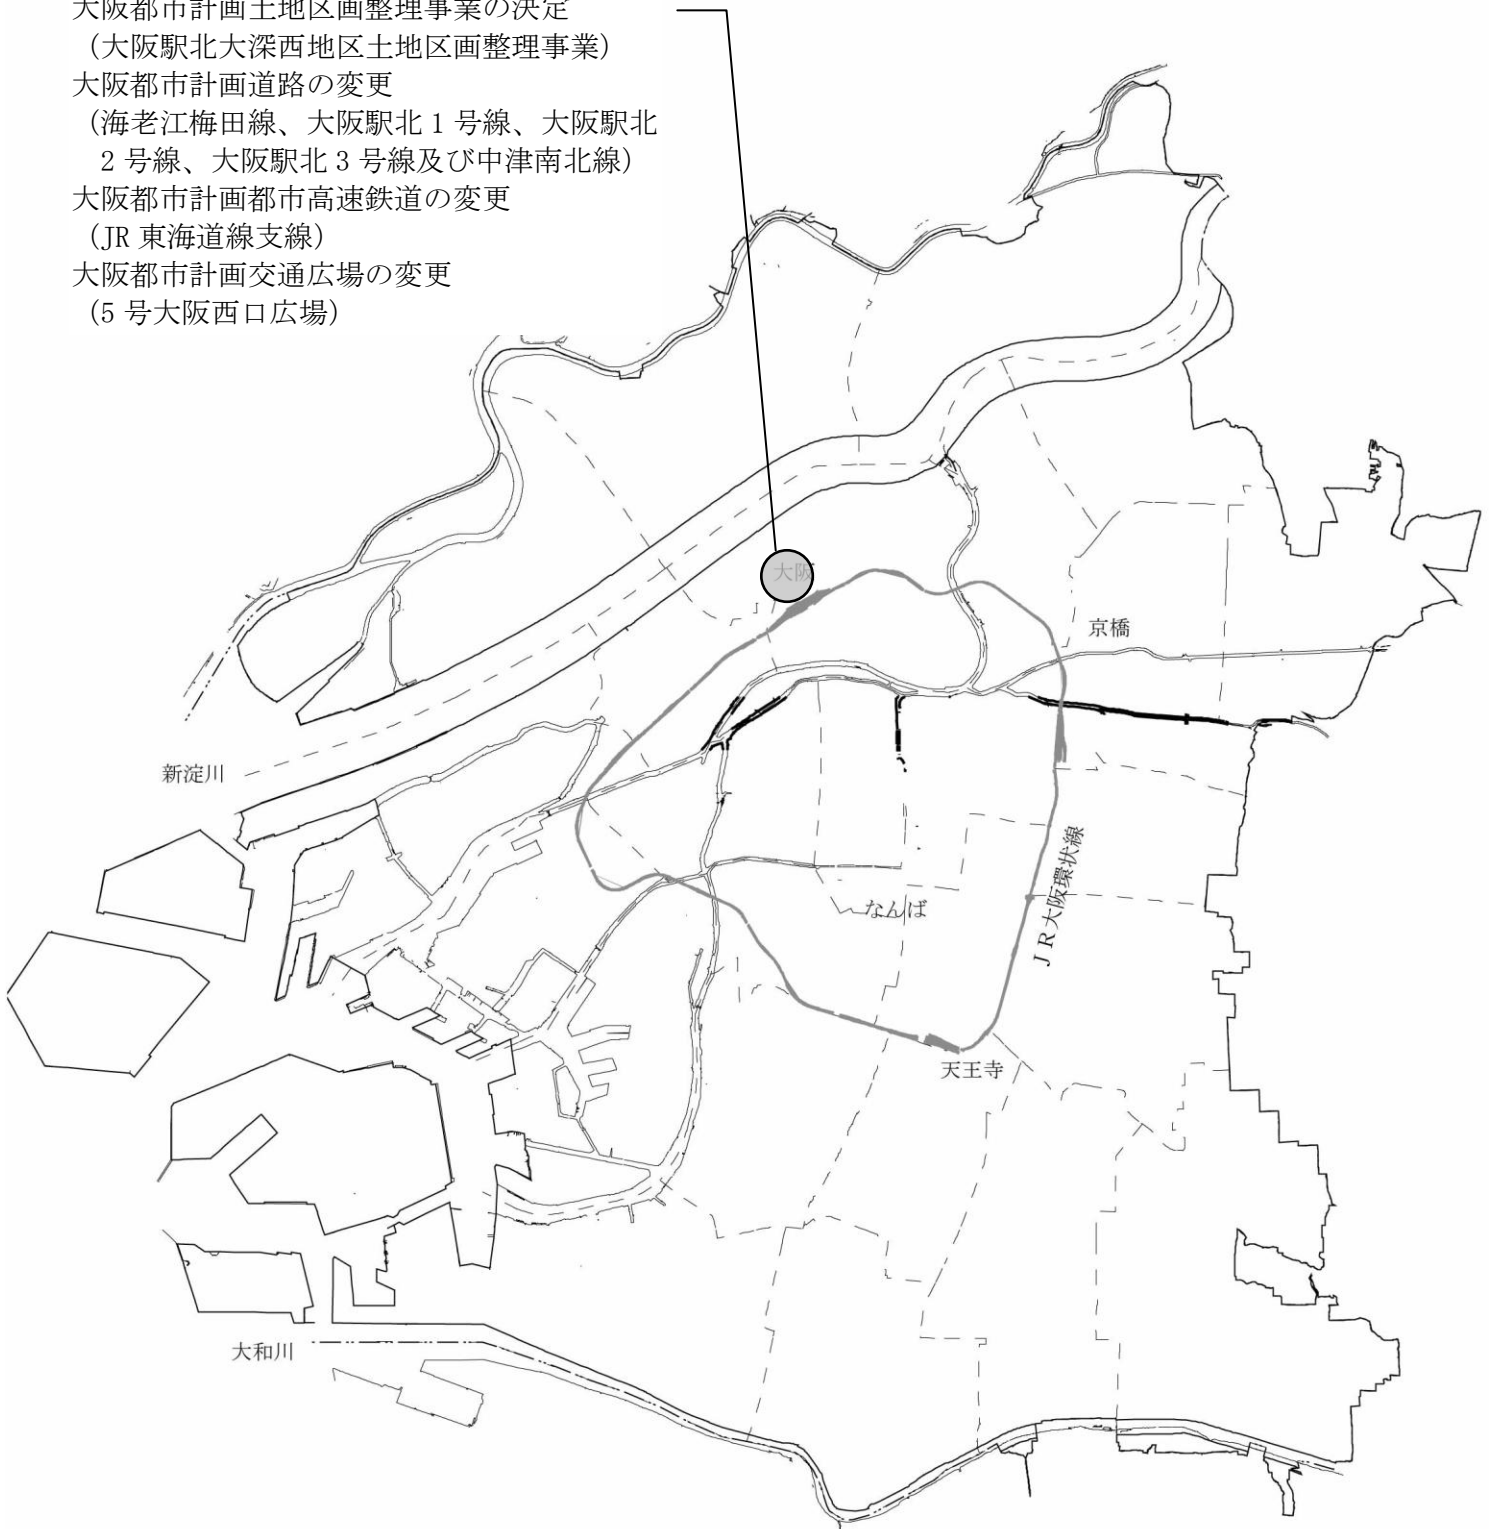 大阪都市計画土地区画整理事業の決定
（大阪駅北大深西地区土地区画整理事業）
大阪都市計画道路の変更
（海老江梅田線、大阪駅北 1 号線、大阪駅北
2 号線、大阪駅北 3 号線及び中津南北線）
大阪都市計画都市高速鉄道の変更
（JR 東海道線支線）
大阪都市計画交通広場の変更
（5 号大阪西口広場）
大阪
京橋
新淀川
ＪＲ大阪環状線
なんば
天王寺
大和川